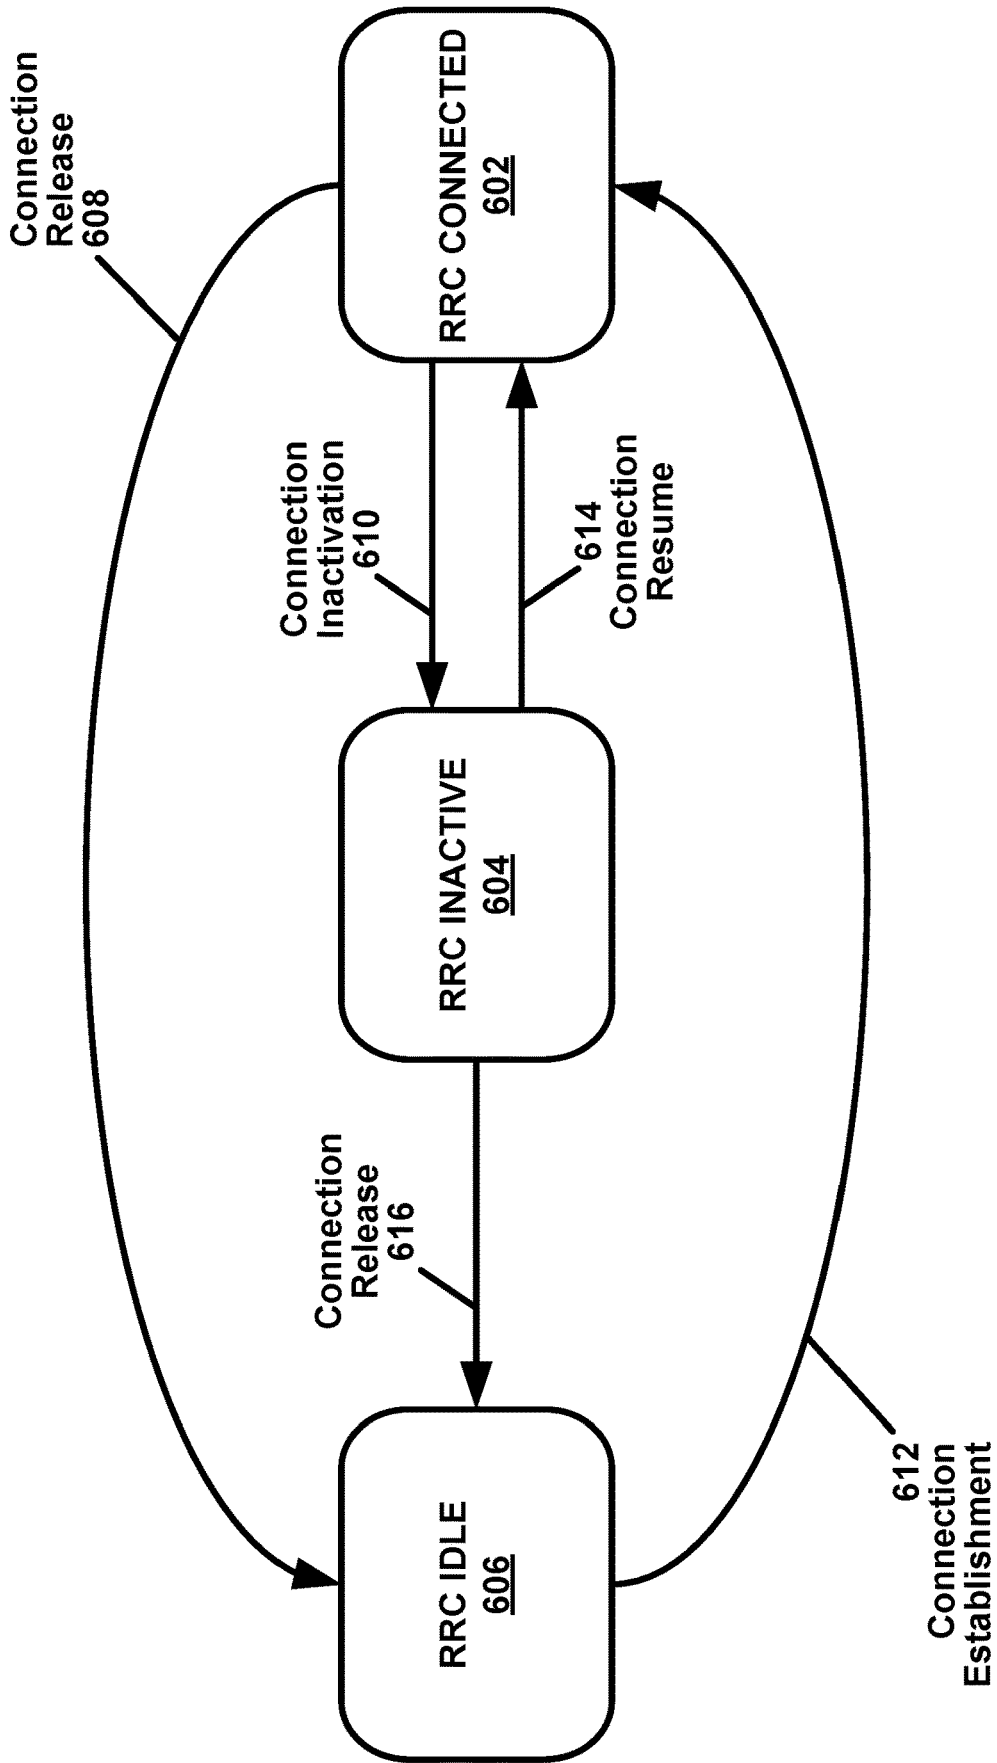 Connection
Release
608
RRC IDLE
606
Connection
Release
616
RRC INACTIVE
604
Connection
Inactivation
610
614
Connection
Resume
RRC CONNECTED
602
612
Connection
Establishment